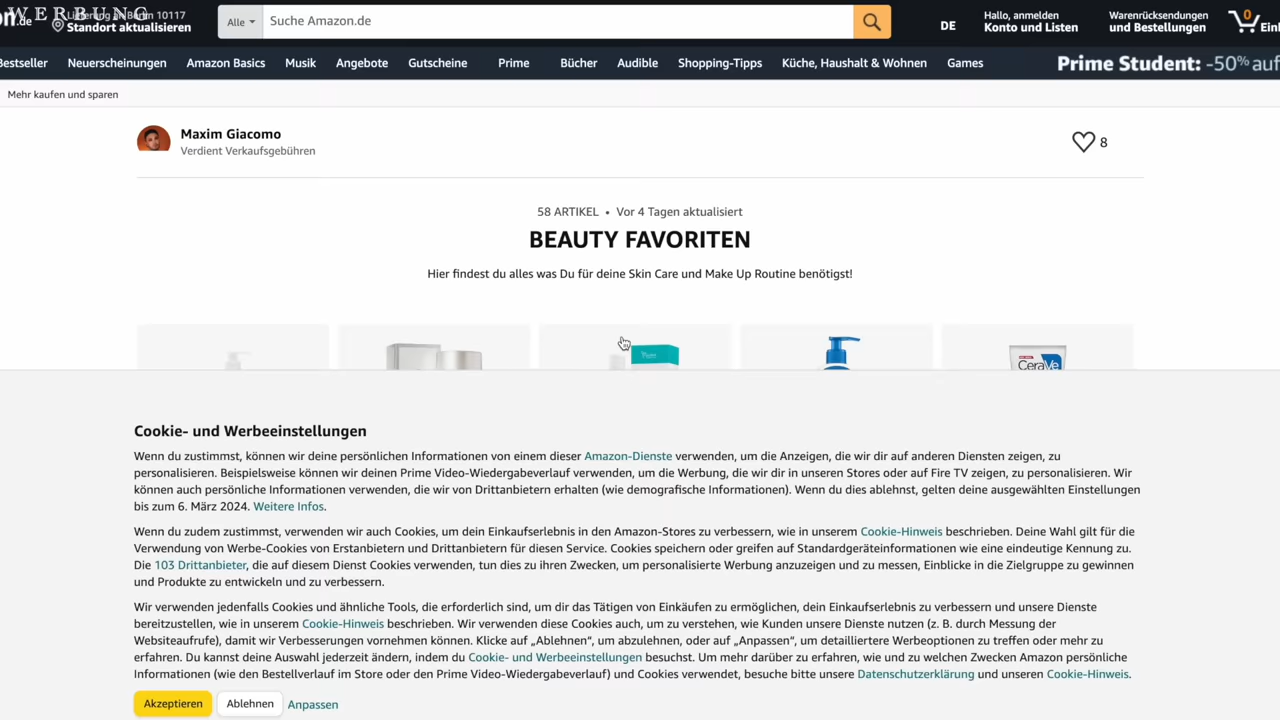 WERBUNG
n.de
Lieferung an Berlin 10117
Standort aktualisieren
Alle
Suche Amazon.de
DE
Hallo, anmelden
Konto und Listen
Warenrücksendungen
und Bestellungen
0
Eink
Bestseller Neuerscheinungen Amazon Basics Musik Angebote Gutscheine Prime Bücher Audible Shopping-Tipps Küche, Haushalt & Wohnen Games
Prime Student: -50% auf
Mehr kaufen und sparen
Maxim Giacomo
Verdient Verkaufsgebühren
8
58 ARTIKEL • Vor 4 Tagen aktualisiert
BEAUTY FAVORITEN
Hier findest du alles was Du für deine Skin Care und Make Up Routine benötigst!
CeraVe
Cookie- und Werbeeinstellungen
Wenn du zustimmst, können wir deine persönlichen Informationen von einem dieser Amazon-Dienste verwenden, um die Anzeigen, die wir dir auf anderen Diensten zeigen, zu
personalisieren. Beispielsweise können wir deinen Prime Video-Wiedergabeverlauf verwenden, um die Werbung, die wir dir in unseren Stores oder auf Fire TV zeigen, zu personalisieren. Wir
können auch persönliche Informationen verwenden, die wir von Drittanbietern erhalten (wie demografische Informationen). Wenn du dies ablehnst, gelten deine ausgewählten Einstellungen
bis zum 6. März 2024. Weitere Infos.
Wenn du zudem zustimmst, verwenden wir auch Cookies, um dein Einkaufserlebnis in den Amazon-Stores zu verbessern, wie in unserem Cookie-Hinweis beschrieben. Deine Wahl gilt für die
Verwendung von Werbe-Cookies von Erstanbietern und Drittanbietern für diesen Service. Cookies speichern oder greifen auf Standardgeräteinformationen wie eine eindeutige Kennung zu.
Die 103 Drittanbieter, die auf diesem Dienst Cookies verwenden, tun dies zu ihren Zwecken, um personalisierte Werbung anzuzeigen und zu messen, Einblicke in die Zielgruppe zu gewinnen
und Produkte zu entwickeln und zu verbessern.
Wir verwenden jedenfalls Cookies und ähnliche Tools, die erforderlich sind, um dir das Tätigen von Einkäufen zu ermöglichen, dein Einkaufserlebnis zu verbessern und unsere Dienste
bereitzustellen, wie in unserem Cookie-Hinweis beschrieben. Wir verwenden diese Cookies auch, um zu verstehen, wie Kunden unsere Dienste nutzen (z. B. durch Messung der
Websiteaufrufe), damit wir Verbesserungen vornehmen können. Klicke auf „Ablehnen“, um abzulehnen, oder auf „Anpassen“, um detailliertere Werbeoptionen zu treffen oder mehr zu
erfahren. Du kannst deine Auswahl jederzeit ändern, indem du Cookie- und Werbeeinstellungen besuchst. Um mehr darüber zu erfahren, wie und zu welchen Zwecken Amazon persönliche
Informationen (wie den Bestellverlauf im Store oder den Prime Video-Wiedergabeverlauf) und Cookies verwendet, besuche bitte unsere Datenschutzerklärung und unseren Cookie-Hinweis.
Akzeptieren Ablehnen Anpassen